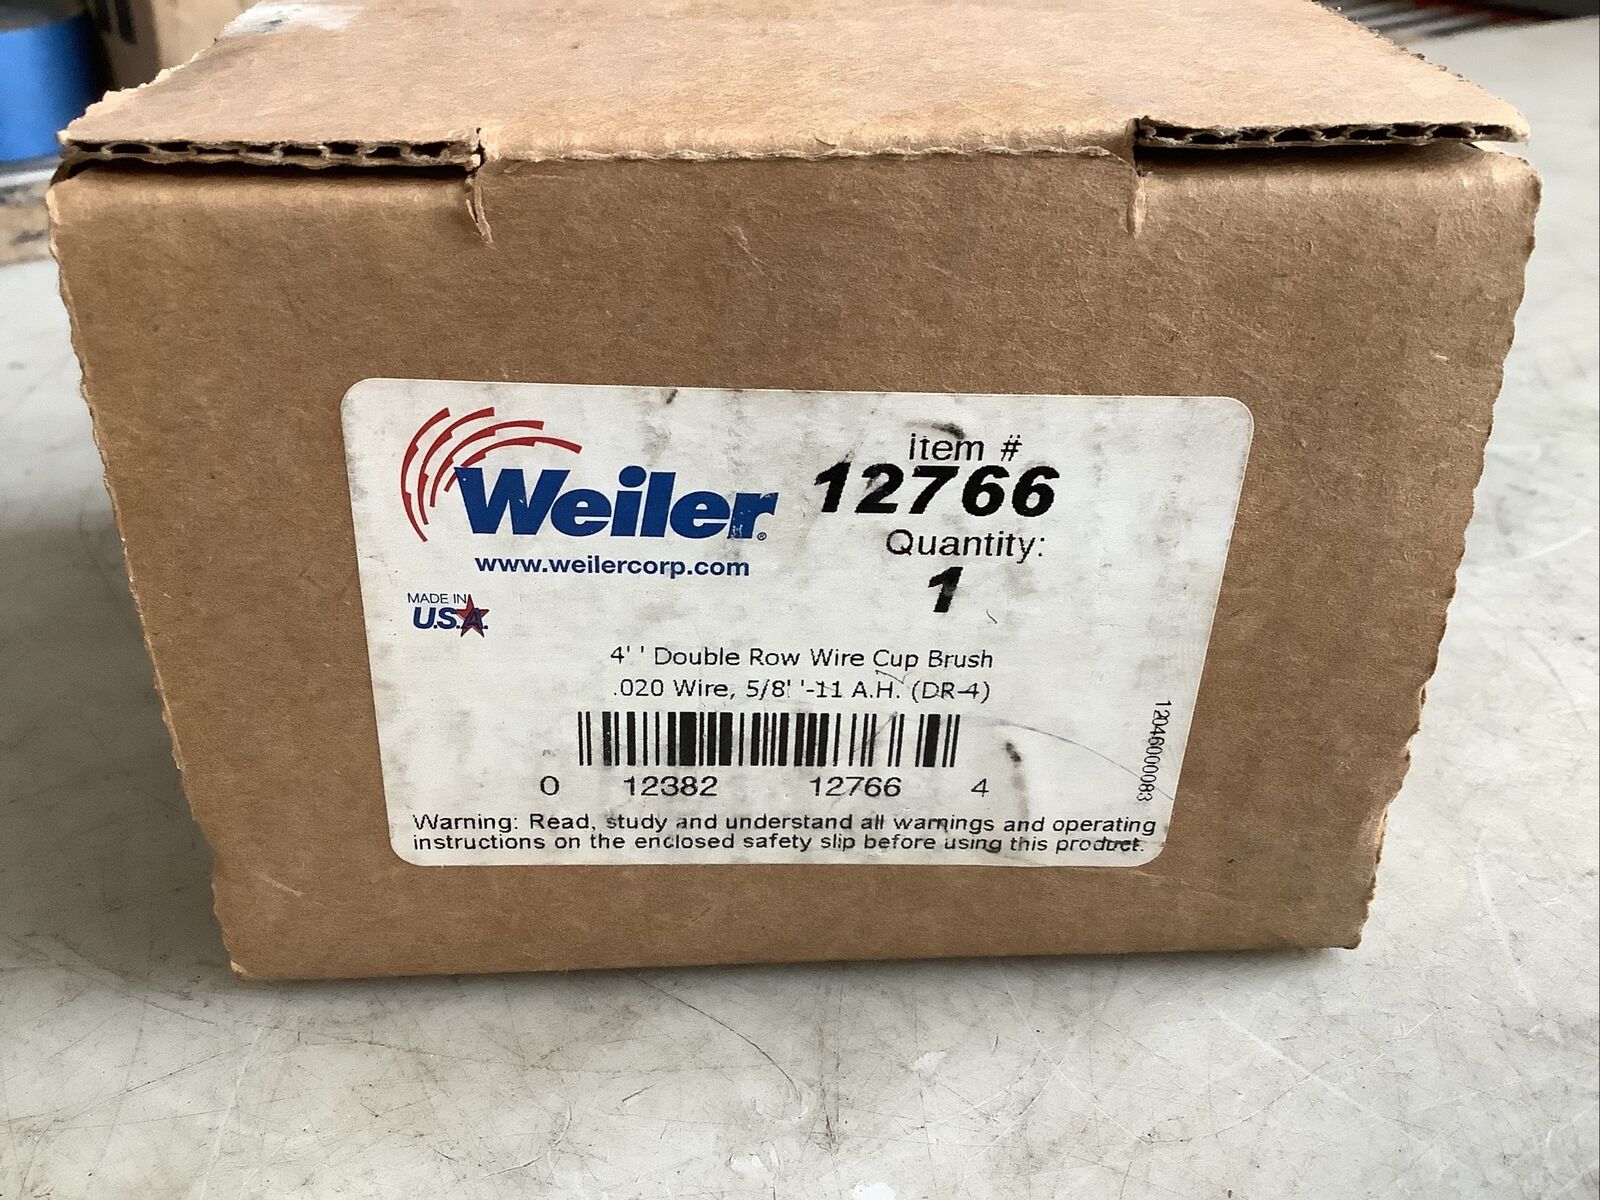 Weiler®
www.weilercorp.com
MADE IN
U.S.A.
item #
12766
Quantity:
1
4'' Double Row Wire Cup Brush
.020 Wire, 5/8''-11 A.H. (DR-4)
0 12382 12766 4
1204600083
Warning: Read, study and understand all warnings and operating
instructions on the enclosed safety slip before using this product.